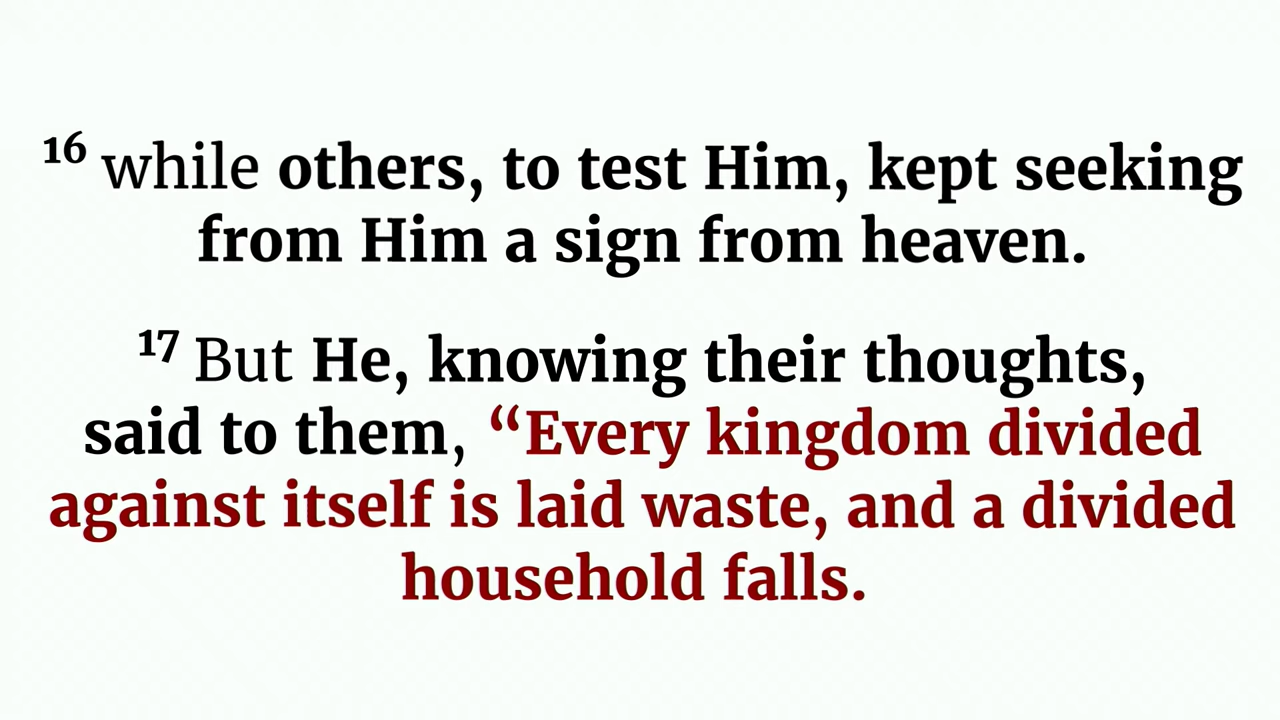 16 while others, to test Him, kept seeking
from Him a sign from heaven.
17 But He, knowing their thoughts,
said to them, “Every kingdom divided
against itself is laid waste, and a divided
household falls.